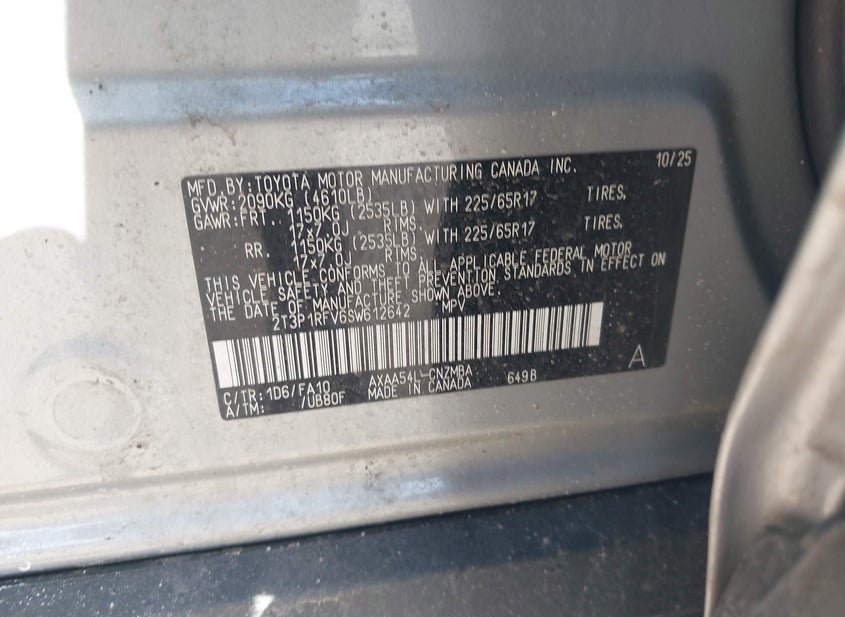 MFD. BY: TOYOTA MOTOR MANUFACTURING CANADA INC. 10/25
GVWR: 2090KG (4610LB)
GAWR: FRT. 1150KG (2535LB) WITH 225/65R17 TIRES,
17x7.0J RIMS.
RR. 1150KG (2535LB) WITH 225/65R17 TIRES,
17x7.0J RIMS.
THIS VEHICLE CONFORMS TO ALL APPLICABLE FEDERAL MOTOR
VEHICLE SAFETY AND THEFT PREVENTION STANDARDS IN EFFECT ON
THE DATE OF MANUFACTURE SHOWN ABOVE.
2T3P1RFV6SW612642 MPV
C/TR: 1D6/FA10 AXAA54L-CNZMBA 649B A
A/TM: /UB80F MADE IN CANADA